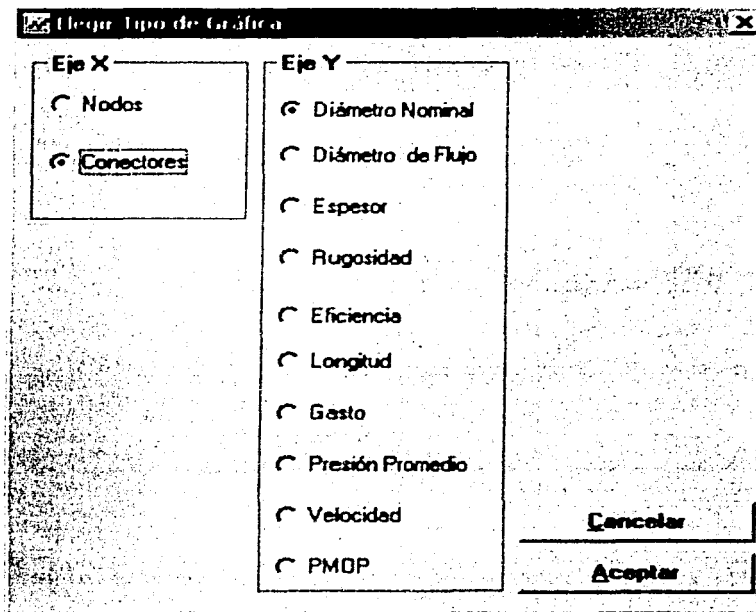 Elegir Tipo de Gráfica
Eje X
Nodos
Conectores
Eje Y
Diámetro Nominal
Diámetro de Flujo
Espesor
Rugosidad
Eficiencia
Longitud
Gasto
Presión Promedio
Velocidad
PMOP
Cancelar
Aceptar